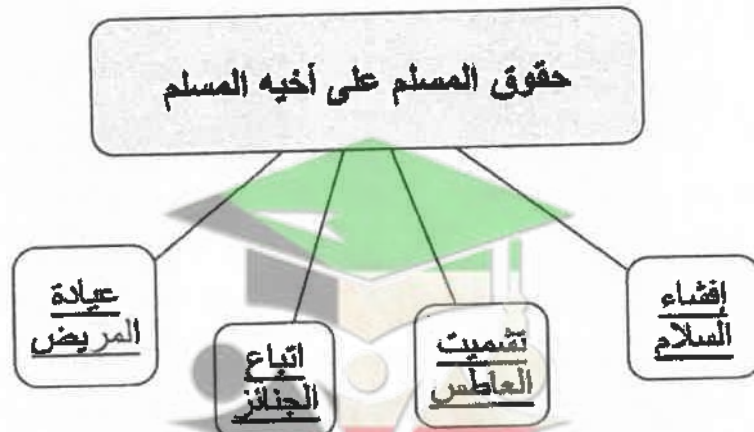 حقوق المسلم على أخيه المسلم
إفشاء
السلام
تشميت
العاطس
اتباع
الجنائز
عيادة
المريض